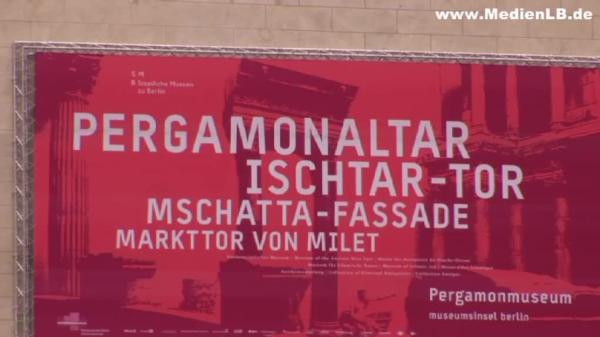 www.MedienLB.de
S M
B Staatliche Museen
zu Berlin
PERGAMONALTAR
ISCHTAR-TOR
MSCHATTA-FASSADE
MARKTTOR VON MILET
Pergamonmuseum
museumsinsel berlin